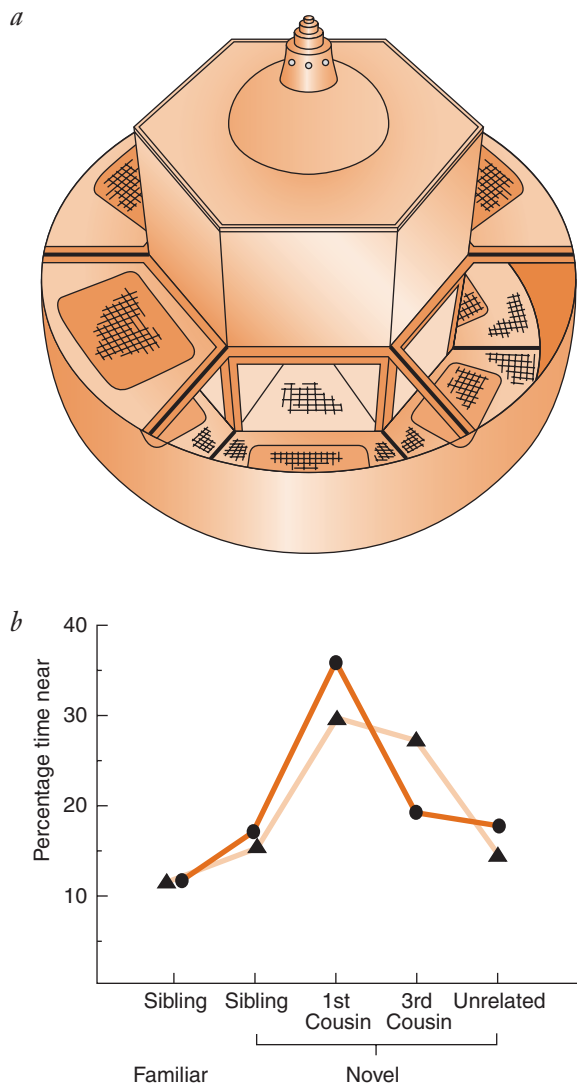 a
b
40
30
20
10
Percentage time near
Sibling Sibling 1st 3rd Unrelated
Cousin Cousin
Familiar Novel